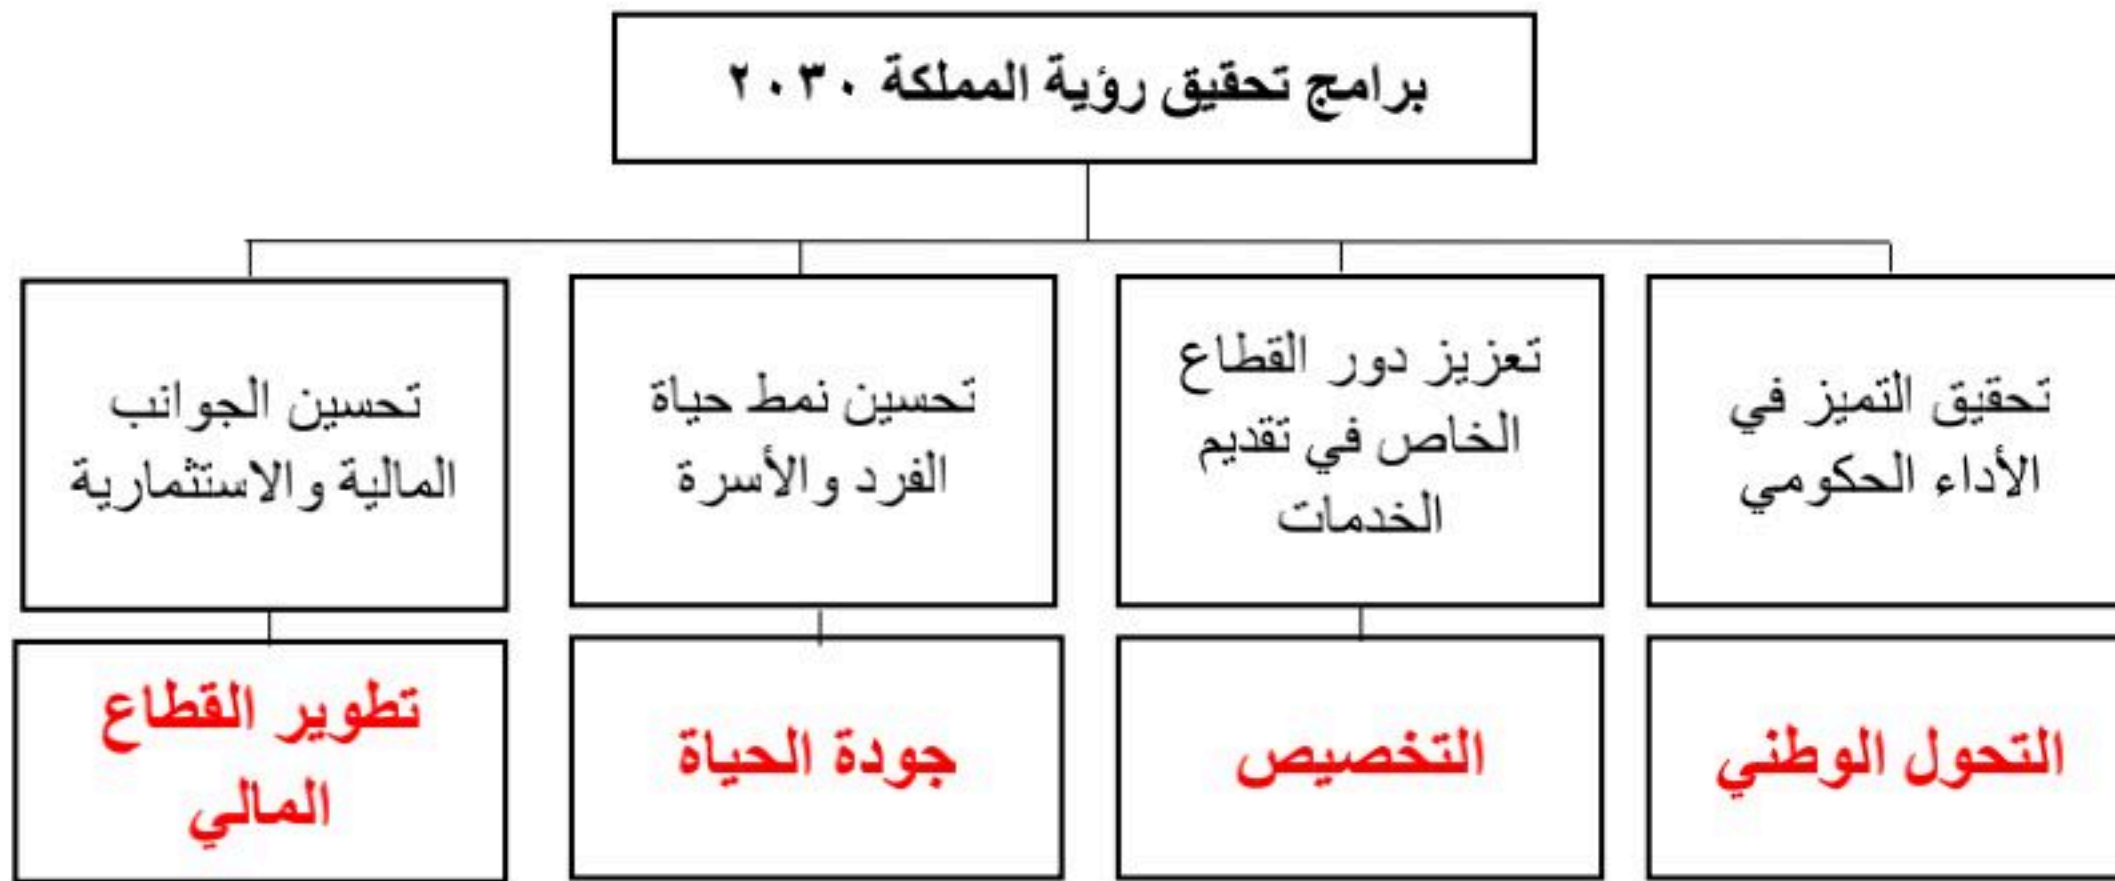 برامج تحقيق رؤية المملكة ٢٠٣٠
تحقيق التميز في
الأداء الحكومي
تعزيز دور القطاع
الخاص في تقديم
الخدمات
تحسين نمط حياة
الفرد والأسرة
تحسين الجوانب
المالية والاستثمارية
التحول الوطني
التخصيص
جودة الحياة
تطوير القطاع
المالي